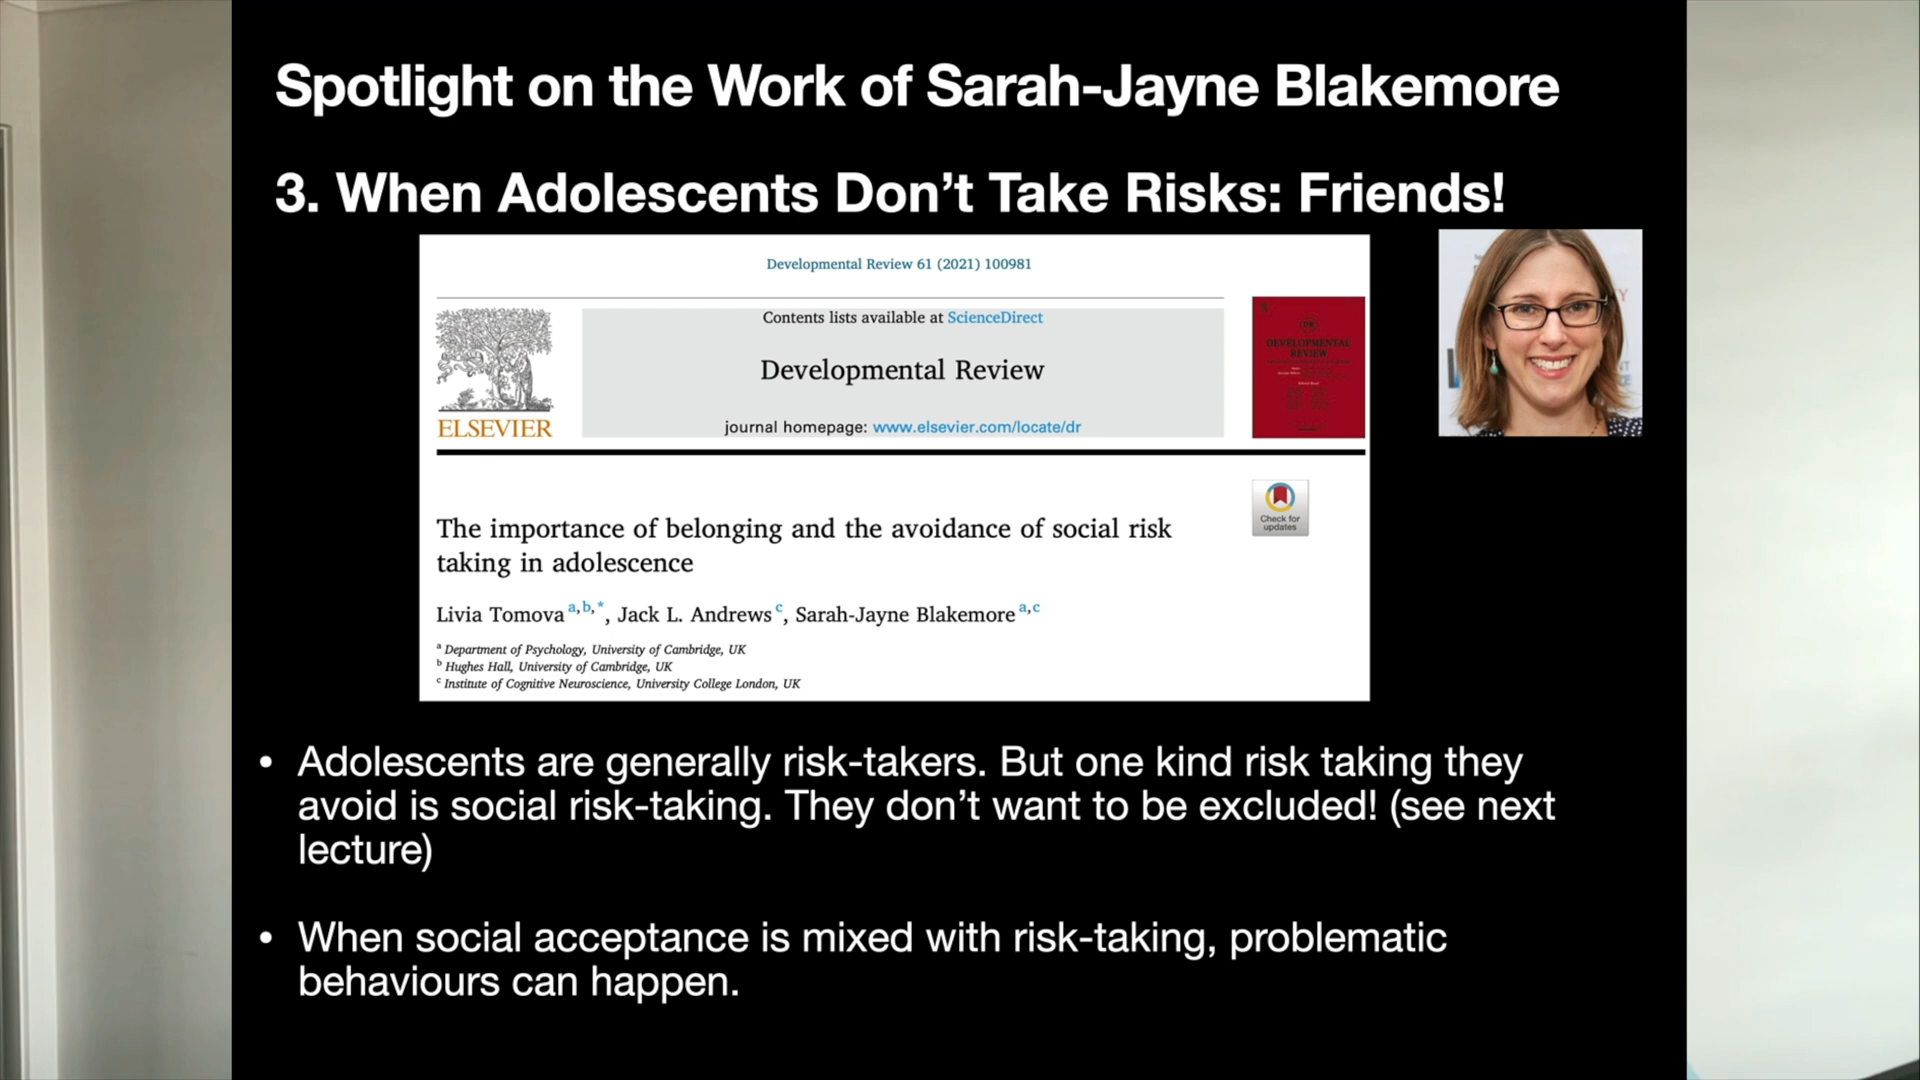 Spotlight on the Work of Sarah-Jayne Blakemore
3. When Adolescents Don’t Take Risks: Friends!
Developmental Review 61 (2021) 100981
Contents lists available at ScienceDirect
Developmental Review
journal homepage: www.elsevier.com/locate/dr
ELSEVIER
DEVELOPMENTAL
REVIEW
Check for
updates
The importance of belonging and the avoidance of social risk
taking in adolescence
Livia Tomova a,b,*, Jack L. Andrews c, Sarah-Jayne Blakemore a,c
a Department of Psychology, University of Cambridge, UK
b Hughes Hall, University of Cambridge, UK
c Institute of Cognitive Neuroscience, University College London, UK
• Adolescents are generally risk-takers. But one kind risk taking they
avoid is social risk-taking. They don’t want to be excluded! (see next
lecture)
• When social acceptance is mixed with risk-taking, problematic
behaviours can happen.